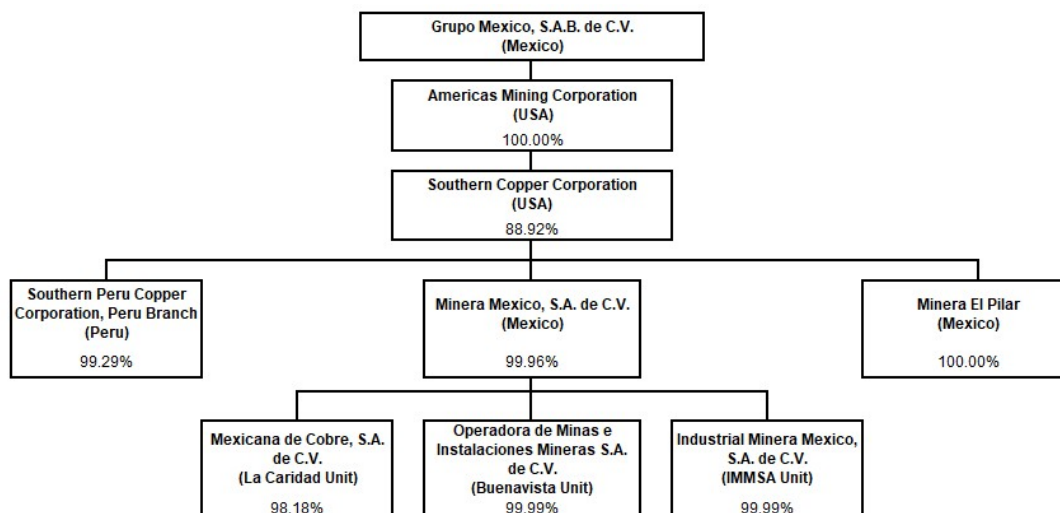 Grupo Mexico, S.A.B. de C.V.
(Mexico)
Americas Mining Corporation
(USA)
100.00%
Southern Copper Corporation
(USA)
88.92%
Southern Peru Copper
Corporation, Peru Branch
(Peru)
99.29%
Minera Mexico, S.A. de C.V.
(Mexico)
99.96%
Minera El Pilar
(Mexico)
100.00%
Mexicana de Cobre, S.A.
de C.V.
(La Caridad Unit)
98.18%
Operadora de Minas e
Instalaciones Mineras S.A.
de C.V.
(Buenavista Unit)
99.99%
Industrial Minera Mexico,
S.A. de C.V.
(IMMSA Unit)
99.99%